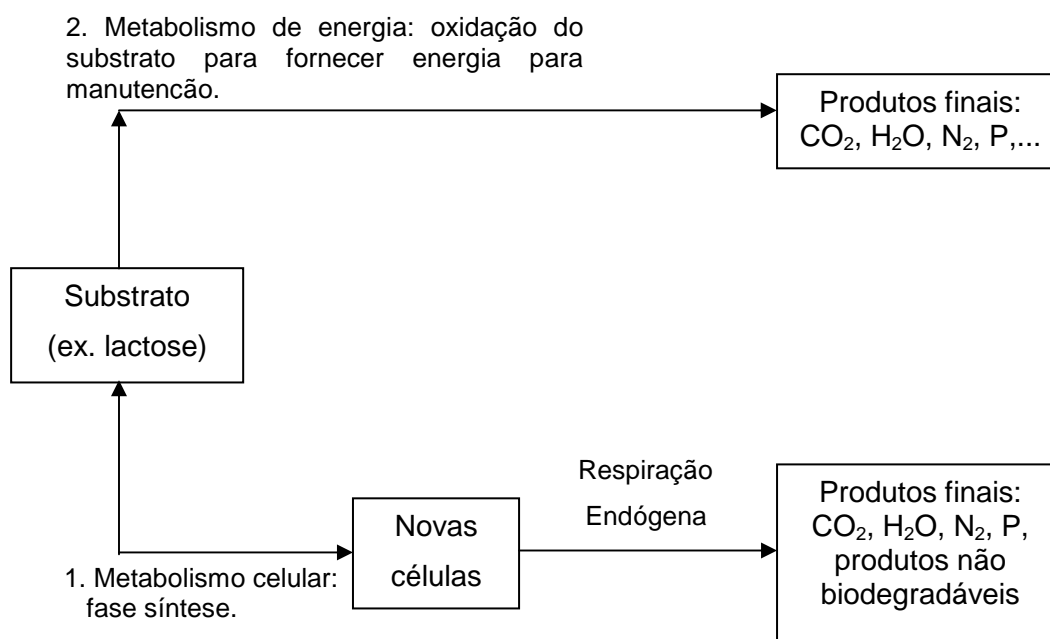 2. Metabolismo de energia: oxidação do
substrato para fornecer energia para
manutencão.
Produtos finais:
CO₂, H₂O, N₂, P,...
Substrato
(ex. lactose)
Respiração
Endógena
Novas
células
Produtos finais:
CO₂, H₂O, N₂, P,
produtos não
biodegradáveis
1. Metabolismo celular:
fase síntese.